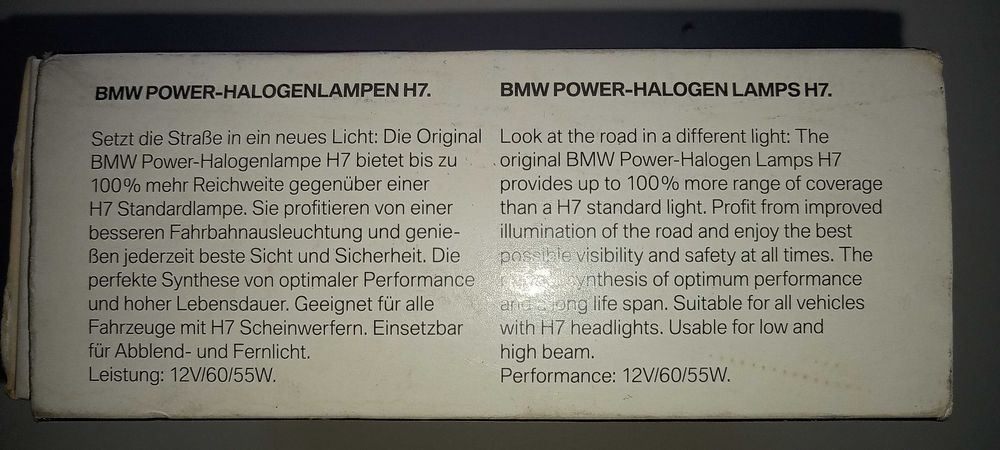 BMW POWER-HALOGENLAMPEN H7.
Setzt die Straße in ein neues Licht: Die Original
BMW Power-Halogenlampe H7 bietet bis zu
100% mehr Reichweite gegenüber einer
H7 Standardlampe. Sie profitieren von einer
besseren Fahrbahnausleuchtung und genie-
ßen jederzeit beste Sicht und Sicherheit. Die
perfekte Synthese von optimaler Performance
und hoher Lebensdauer. Geeignet für alle
Fahrzeuge mit H7 Scheinwerfern. Einsetzbar
für Abblend- und Fernlicht.
Leistung: 12V/60/55W.
BMW POWER-HALOGEN LAMPS H7.
Look at the road in a different light: The
original BMW Power-Halogen Lamps H7
provides up to 100% more range of coverage
than a H7 standard light. Profit from improved
illumination of the road and enjoy the best
possible visibility and safety at all times. The
synthesis of optimum performance
and long life span. Suitable for all vehicles
with H7 headlights. Usable for low and
high beam.
Performance: 12V/60/55W.